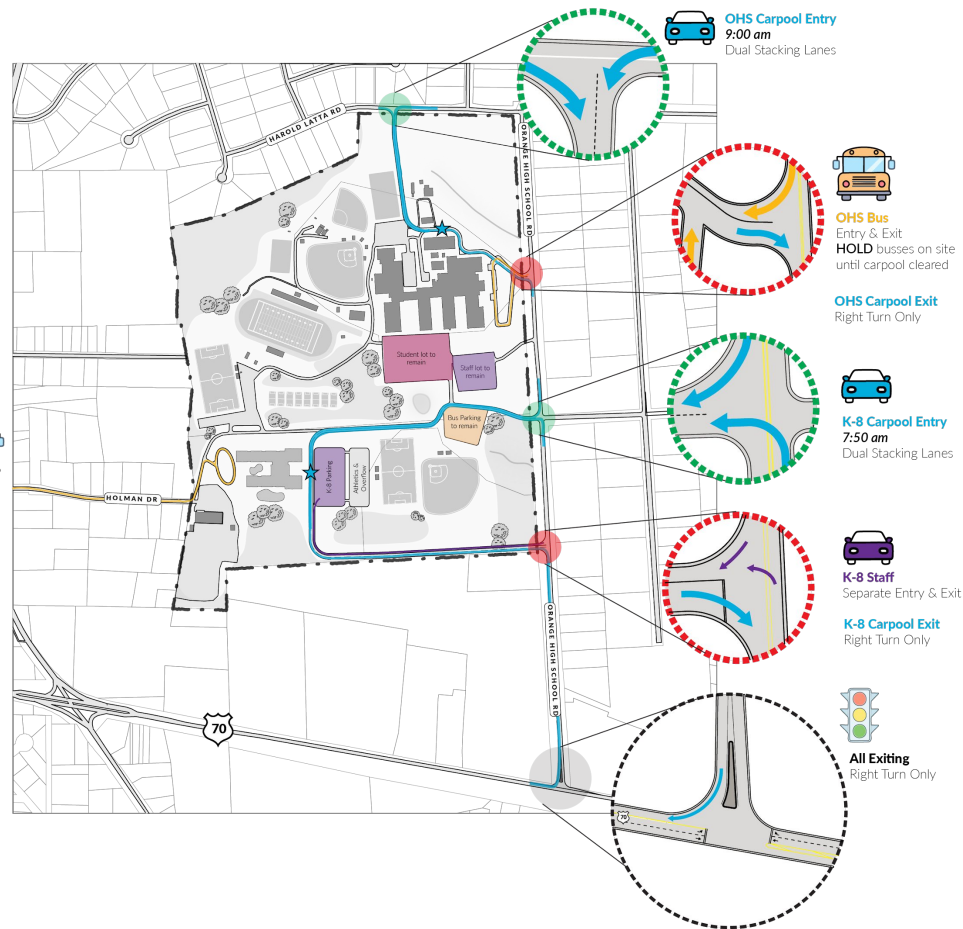 OHS Carpool Entry
9:00 am
Dual Stacking Lanes
HAROLD LATTA RD
ORANGE HIGH SCHOOL RD
OHS Bus
Entry & Exit
HOLD busses on site
until carpool cleared
OHS Carpool Exit
Right Turn Only
Student lot to
remain
Staff lot to
remain
Bus Parking
to remain
K-8 Carpool Entry
7:50 am
Dual Stacking Lanes
K-8 Parking
Athletics &
Overflow
HOLMAN DR
K-8 Staff
Separate Entry & Exit
K-8 Carpool Exit
Right Turn Only
ORANGE HIGH SCHOOL RD
70
All Exiting
Right Turn Only
70